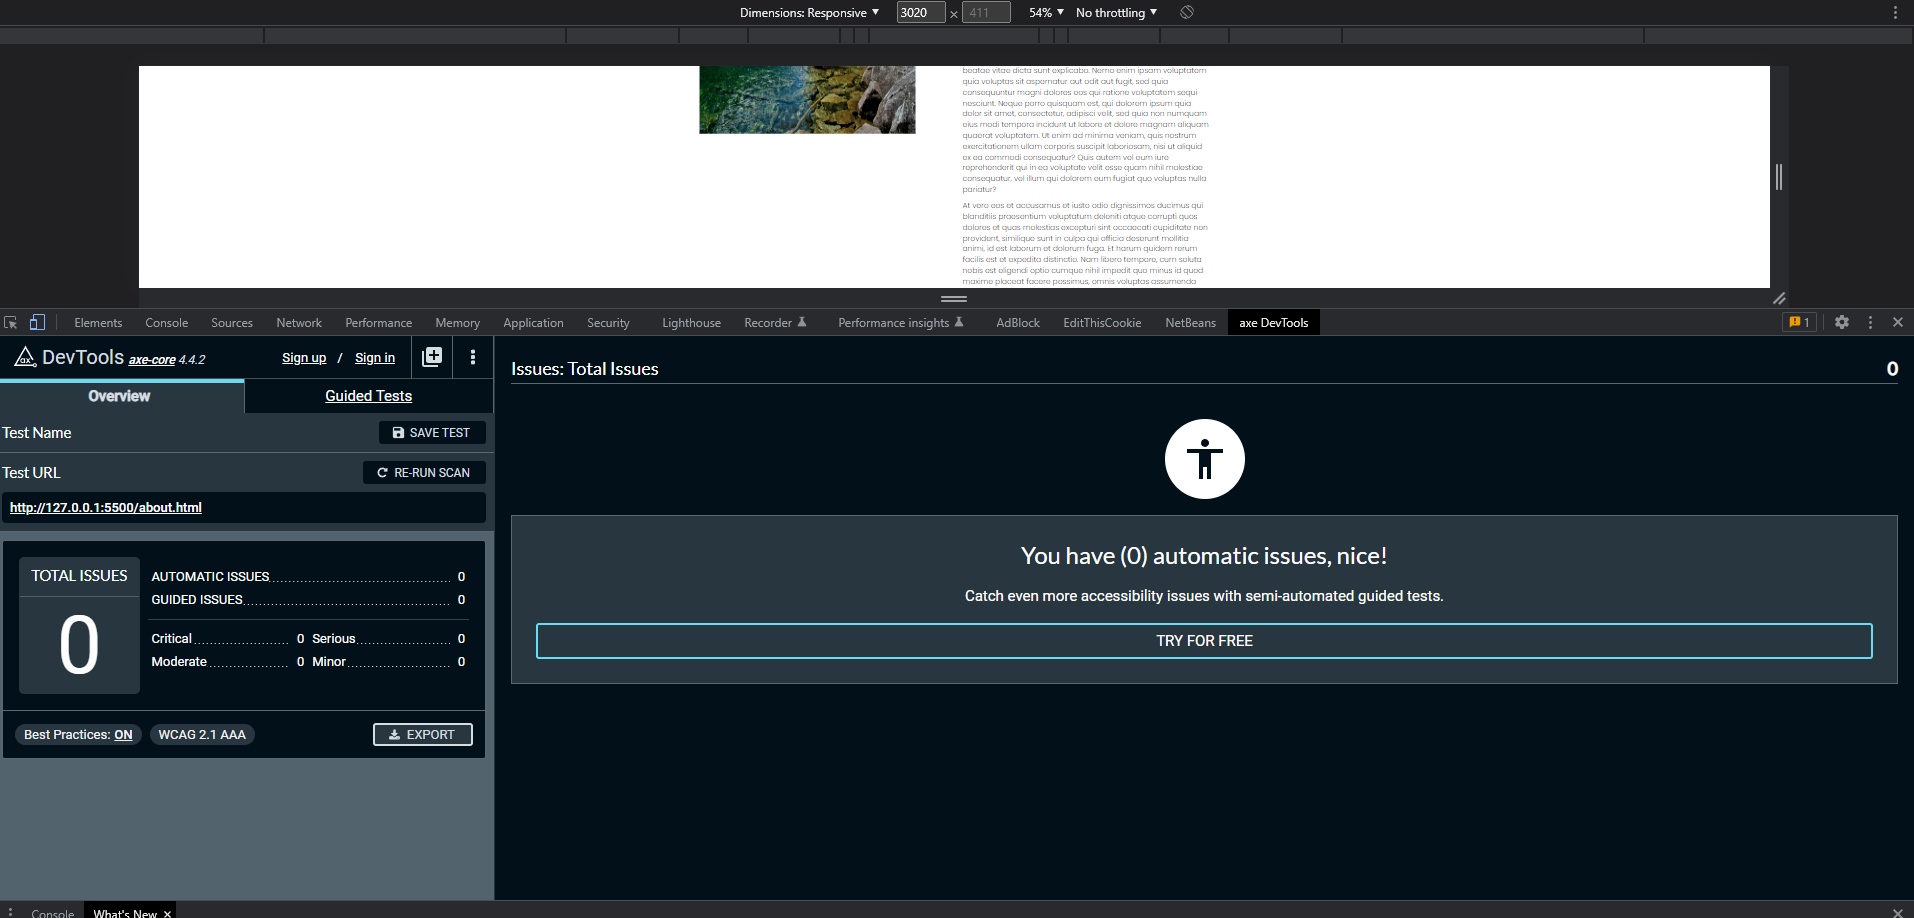 Dimensions: Responsive ▼ 3020 × 411 54% ▼ No throttling ▼
beatae vitae dicta sunt explicabo. Nemo enim ipsam voluptatem
quia voluptas sit aspernatur aut odit aut fugit, sed quia
consequuntur magni dolores eos qui ratione voluptatem sequi
nesciunt. Neque porro quisquam est, qui dolorem ipsum quia
dolor sit amet, consectetur, adipisci velit, sed quia non numquam
eius modi tempora incidunt ut labore et dolore magnam aliquam
quaerat voluptatem. Ut enim ad minima veniam, quis nostrum
exercitationem ullam corporis suscipit laboriosam, nisi ut aliquid
ex ea commodi consequatur? Quis autem vel eum iure
reprehenderit qui in ea voluptate velit esse quam nihil molestiae
consequatur, vel illum qui dolorem eum fugiat quo voluptas nulla
pariatur?
At vero eos et accusamus et iusto odio dignissimos ducimus qui
blanditiis praesentium voluptatum deleniti atque corrupti quos
dolores et quas molestias excepturi sint occaecati cupiditate non
provident, similique sunt in culpa qui officia deserunt mollitia
animi, id est laborum et dolorum fuga. Et harum quidem rerum
facilis est et expedita distinctio. Nam libero tempore, cum soluta
nobis est eligendi optio cumque nihil impedit quo minus id quod
maxime placeat facere possimus, omnis voluptas assumenda
Elements Console Sources Network Performance Memory Application Security Lighthouse Recorder Performance insights AdBlock EditThisCookie NetBeans axe DevTools 1
DevTools axe-core 4.4.2 Sign up / Sign in
Overview Guided Tests
Test Name SAVE TEST
Test URL RE-RUN SCAN
http://127.0.0.1:5500/about.html
TOTAL ISSUES
0
AUTOMATIC ISSUES 0
GUIDED ISSUES 0
Critical 0 Serious 0
Moderate 0 Minor 0
Best Practices: ON WCAG 2.1 AAA EXPORT
Issues: Total Issues 0
You have (0) automatic issues, nice!
Catch even more accessibility issues with semi-automated guided tests.
TRY FOR FREE
Console What's New ×